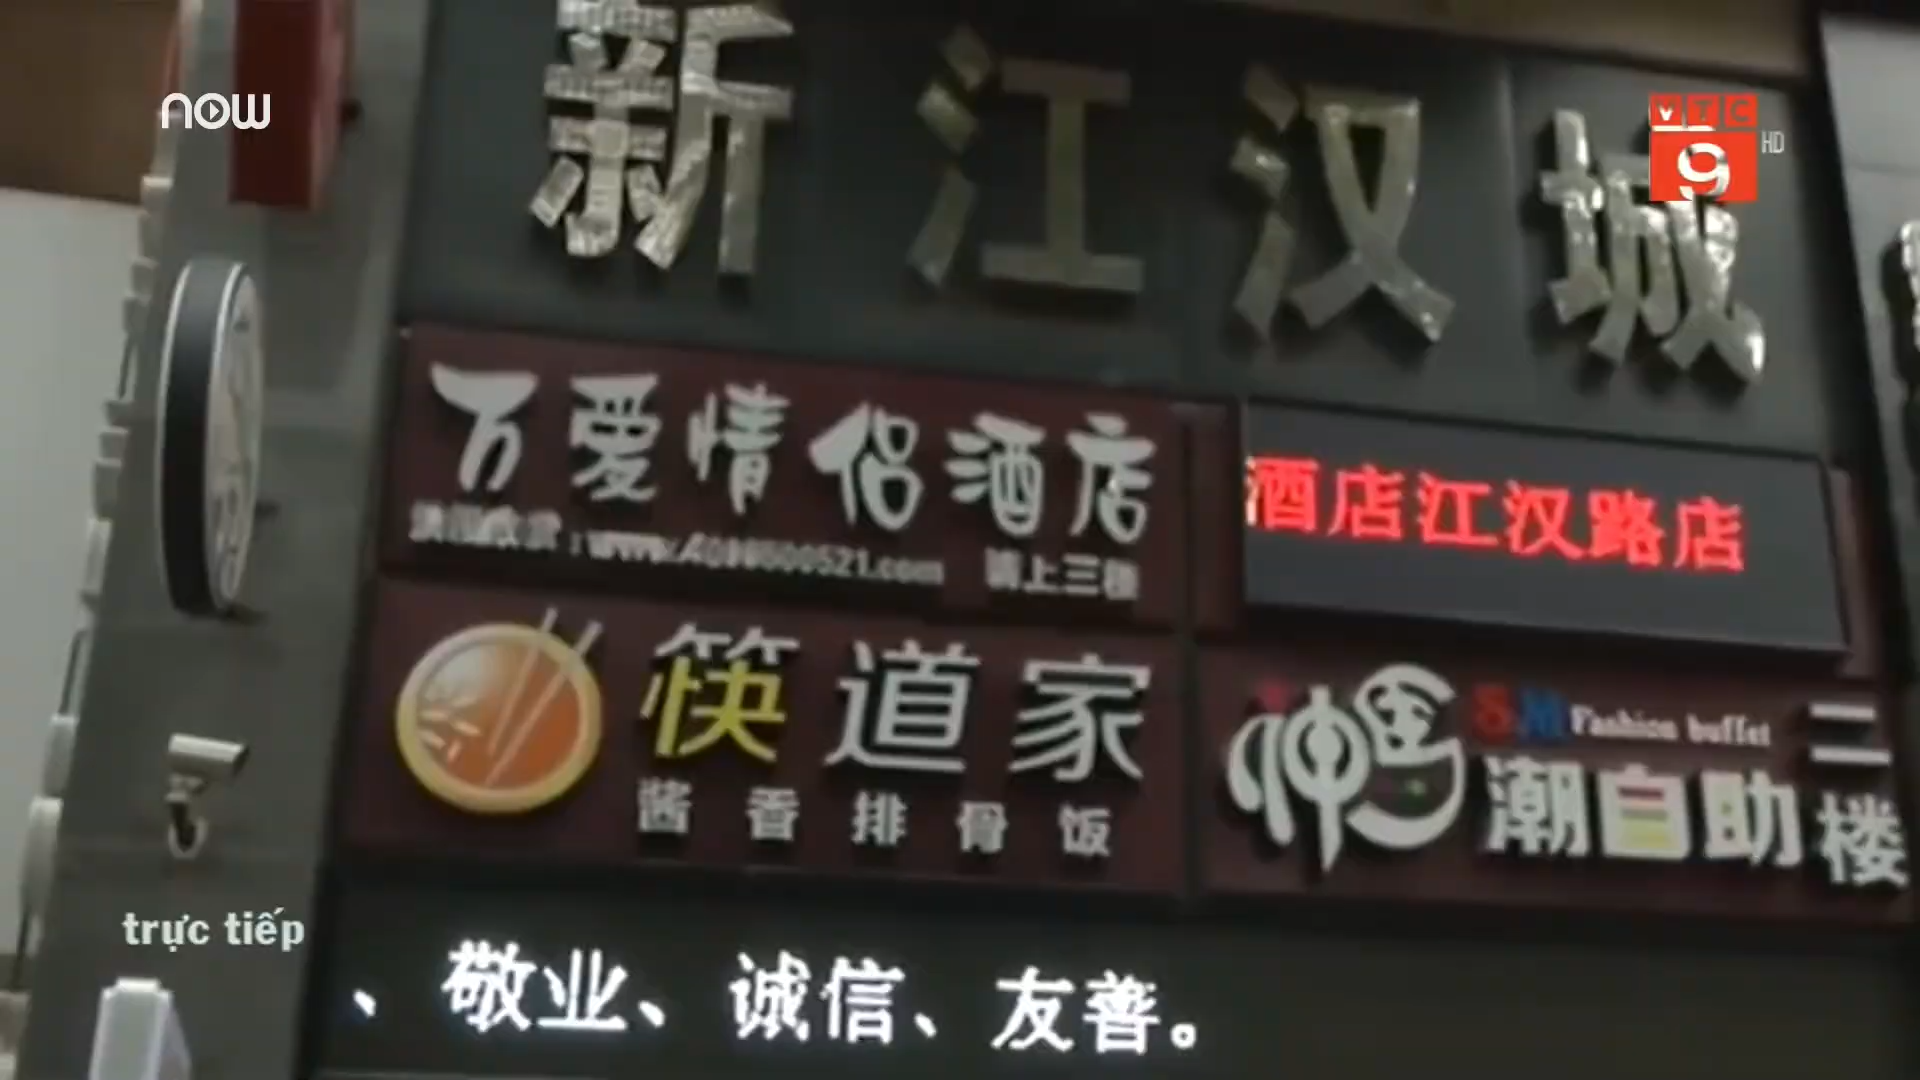 now
VTC
9
HD
新江汉城
万爱情侣酒店
请上三楼
酒店江汉路店
筷道家
酱香排骨饭
SM Fashion buffet
潮自助
二楼
trực tiếp
、敬业、诚信、友善。